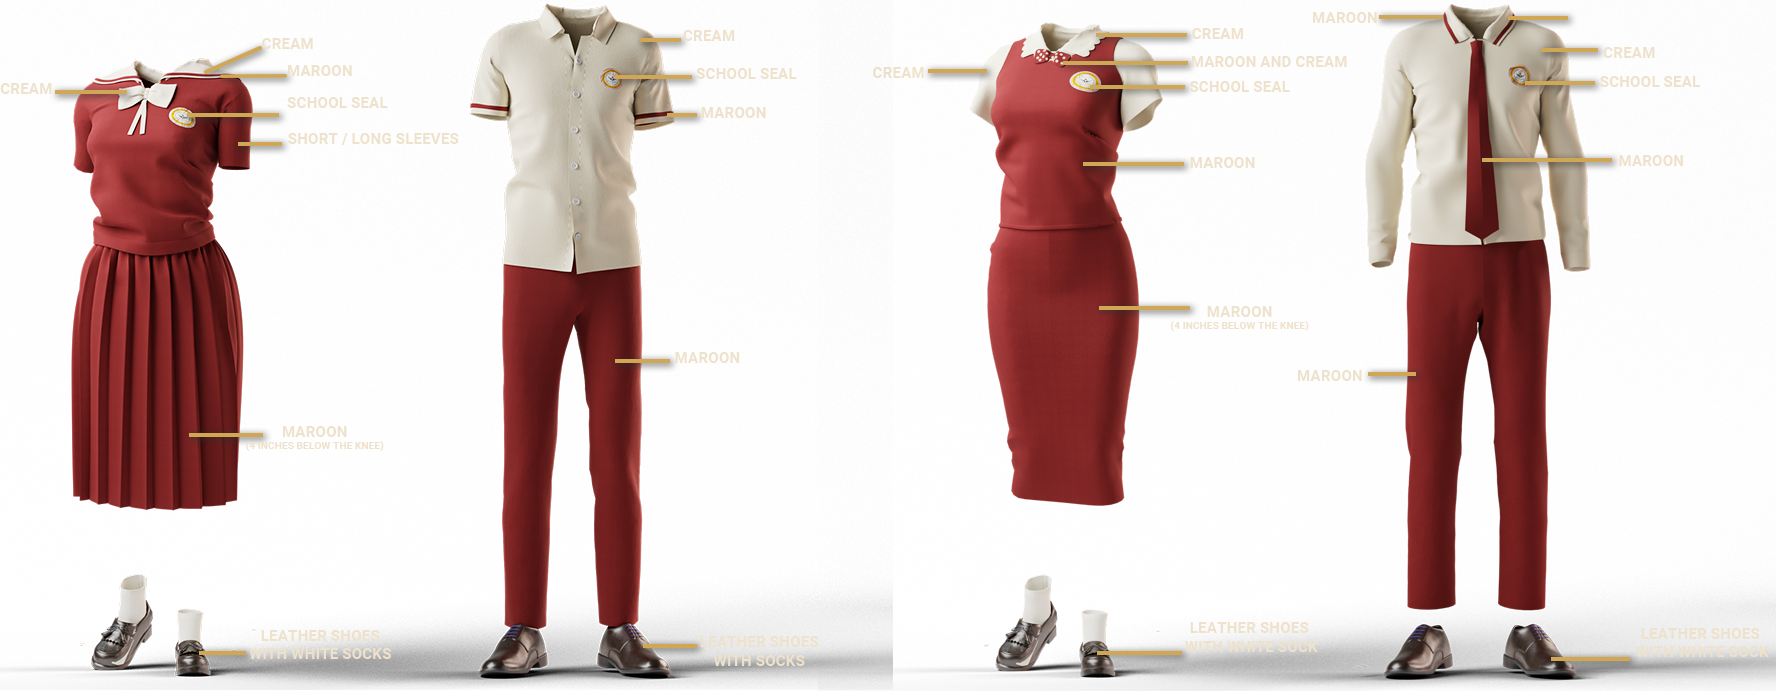 CREAM
MAROON
CREAM
SCHOOL SEAL
SHORT / LONG SLEEVES
MAROON
(4 INCHES BELOW THE KNEE)
LEATHER SHOES
WITH WHITE SOCKS
CREAM
SCHOOL SEAL
MAROON
MAROON
LEATHER SHOES
WITH SOCKS
CREAM
CREAM
MAROON AND CREAM
SCHOOL SEAL
MAROON
MAROON
(4 INCHES BELOW THE KNEE)
LEATHER SHOES
WITH WHITE SOCK
MAROON
CREAM
SCHOOL SEAL
MAROON
MAROON
LEATHER SHOES
WITH WHITE SOCK